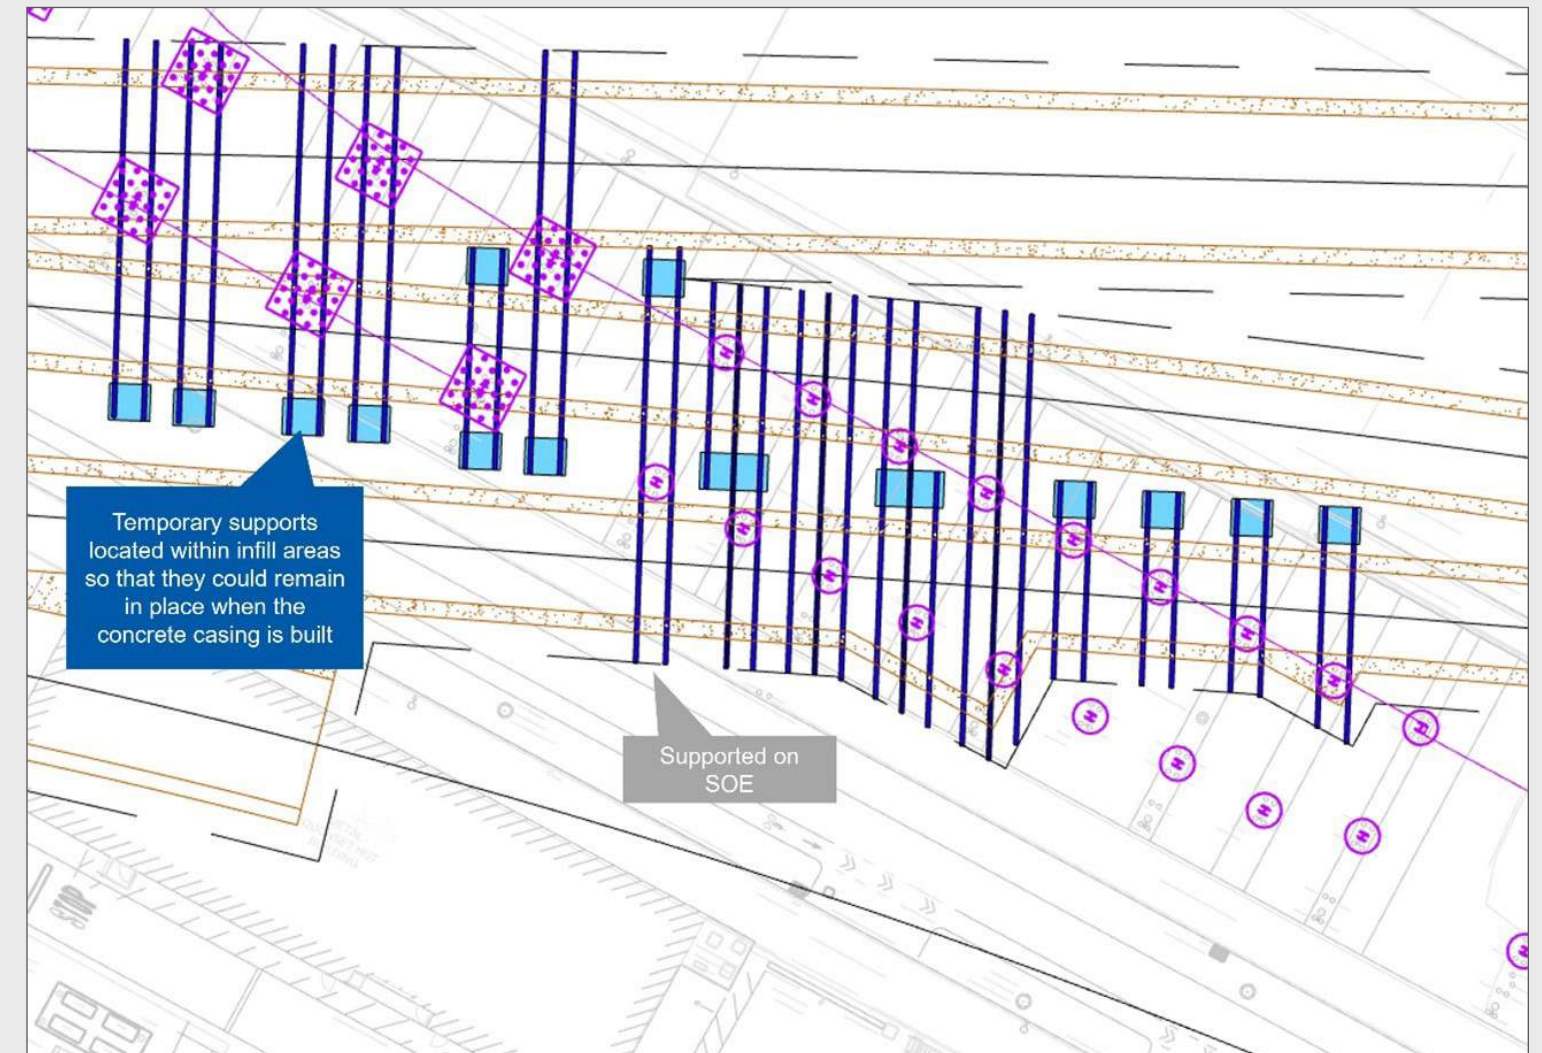 Temporary supports
located within infill areas
so that they could remain
in place when the
concrete casing is built
Supported on
SOE